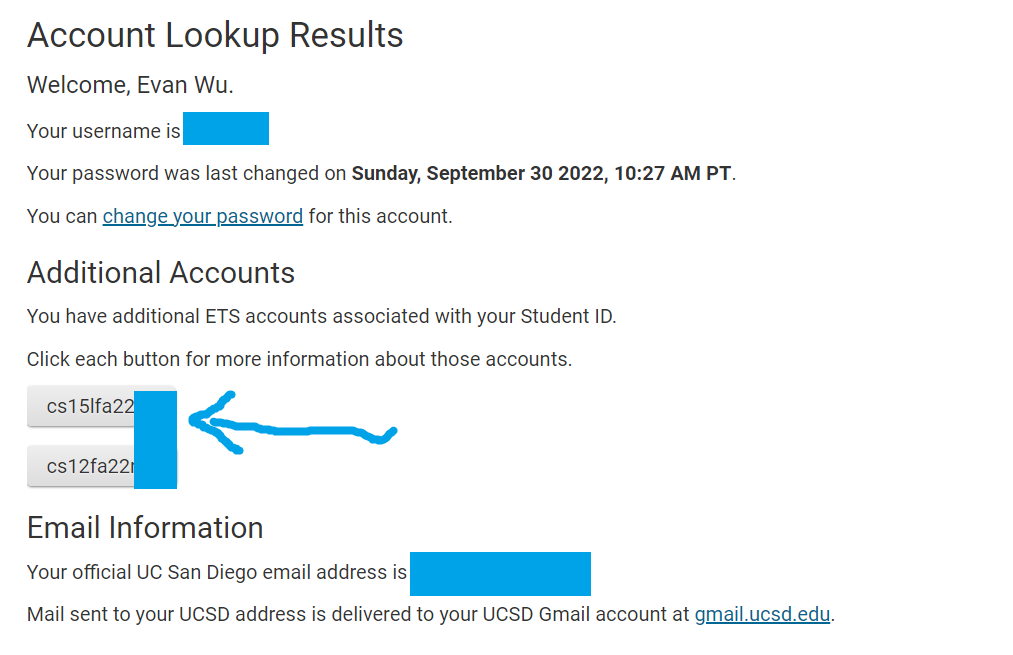 Account Lookup Results
Welcome, Evan Wu.
Your username is
Your password was last changed on Sunday, September 30 2022, 10:27 AM PT.
You can change your password for this account.
Additional Accounts
You have additional ETS accounts associated with your Student ID.
Click each button for more information about those accounts.
cs15lfa22
cs12fa22
Email Information
Your official UC San Diego email address is
Mail sent to your UCSD address is delivered to your UCSD Gmail account at gmail.ucsd.edu.